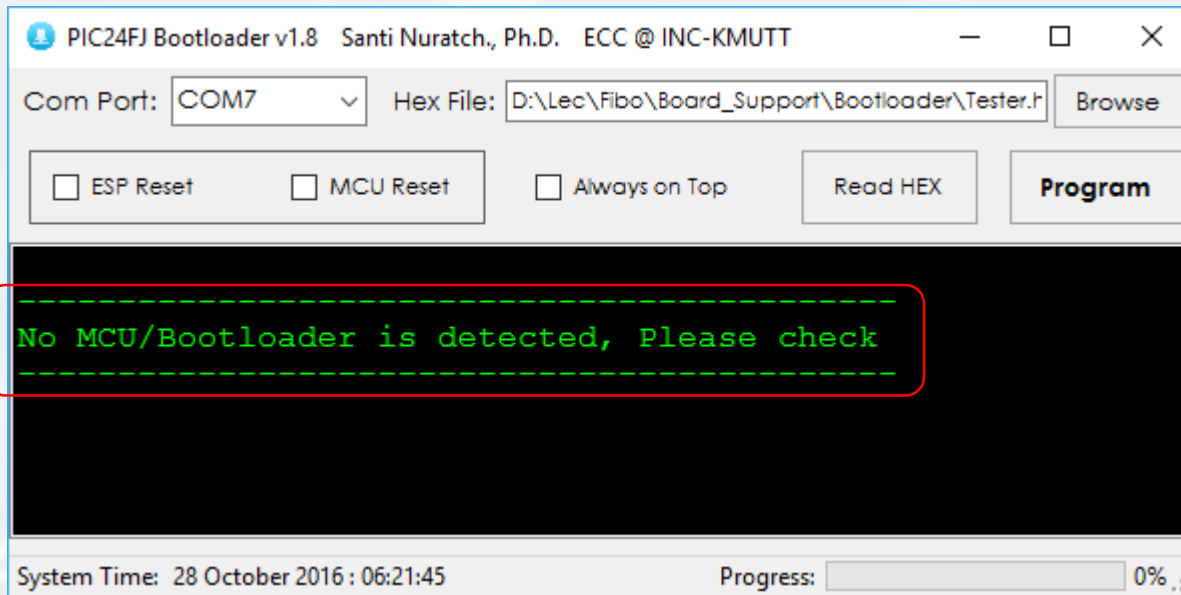 PIC24FJ Bootloader v1.8 Santi Nuratch., Ph.D. ECC @ INC-KMUTT
Com Port: COM7 Hex File: D:\Lec\Fibo\Board_Support\Bootloader\Tester.h Browse
ESP Reset MCU Reset Always on Top Read HEX Program
---------------------------------------------
No MCU/Bootloader is detected, Please check
---------------------------------------------
System Time: 28 October 2016 : 06:21:45 Progress: 0%